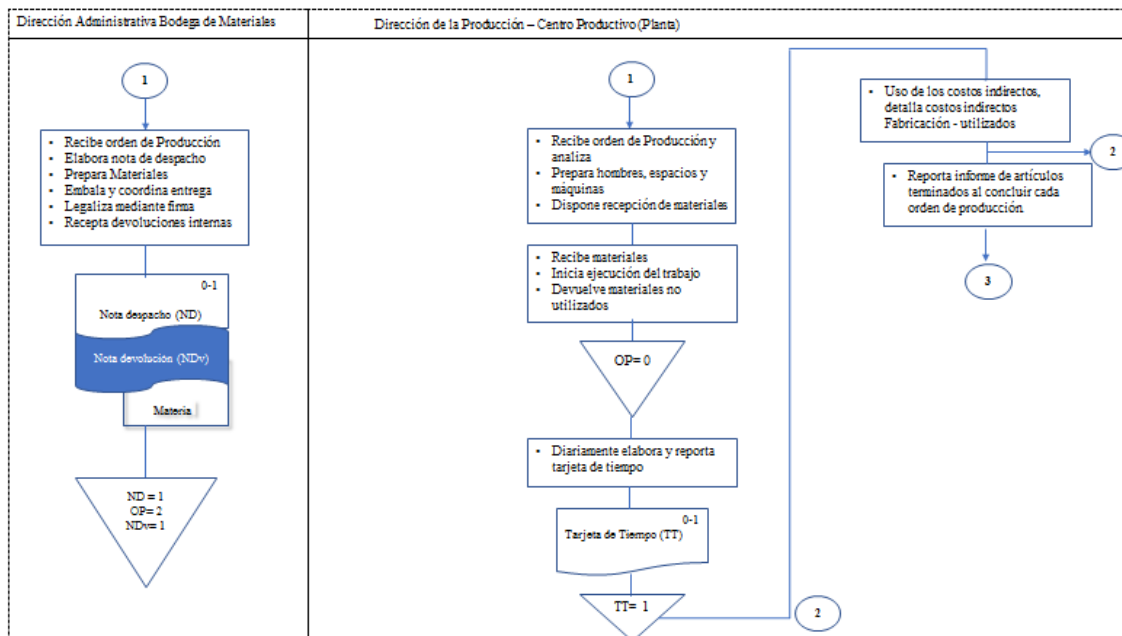 Dirección Administrativa Bodega de Materiales
1
• Recibe orden de Producción
• Elabora nota de despacho
• Prepara Materiales
• Embala y coordina entrega
• Legaliza mediante firma
• Recepta devoluciones internas
0-1
Nota despacho (ND)
Nota devolución (NDv)
Materia
ND = 1
OP= 2
NDv= 1
Dirección de la Producción – Centro Productivo (Planta)
1
• Recibe orden de Producción y
analiza
• Prepara hombres, espacios y
máquinas
• Dispone recepción de materiales
• Recibe materiales
• Inicia ejecución del trabajo
• Devuelve materiales no
utilizados
OP= 0
• Diariamente elabora y reporta
tarjeta de tiempo
0-1
Tarjeta de Tiempo (TT)
TT= 1
2
• Uso de los costos indirectos,
detalla costos indirectos
Fabricación - utilizados
2
• Reporta informe de artículos
terminados al concluir cada
orden de producción.
3